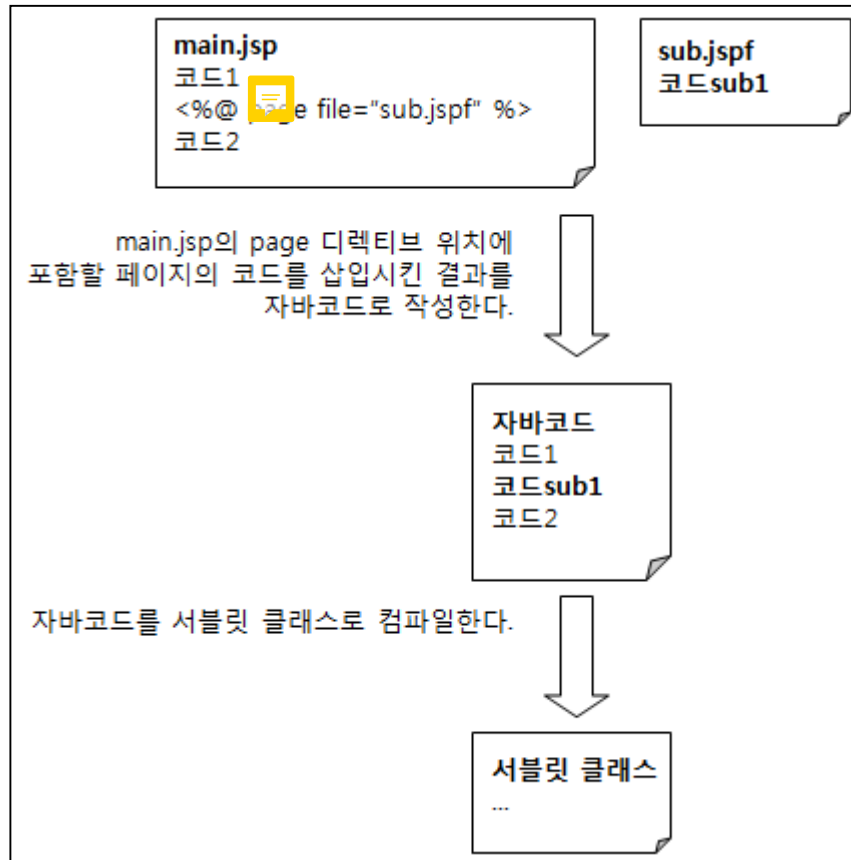 main.jsp
코드1
<%@ page file="sub.jspf" %>
코드2
sub.jspf
코드sub1
main.jsp의 page 디렉티브 위치에
포함할 페이지의 코드를 삽입시킨 결과를
자바코드로 작성한다.
자바코드
코드1
코드sub1
코드2
자바코드를 서블릿 클래스로 컴파일한다.
서블릿 클래스
...